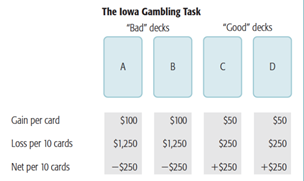 The Iowa Gambling Task
"Bad" decks "Good" decks
A B C D
Gain per card $100 $100 $50 $50
Loss per 10 cards $1,250 $1,250 $250 $250
Net per 10 cards –$250 –$250 +$250 +$250